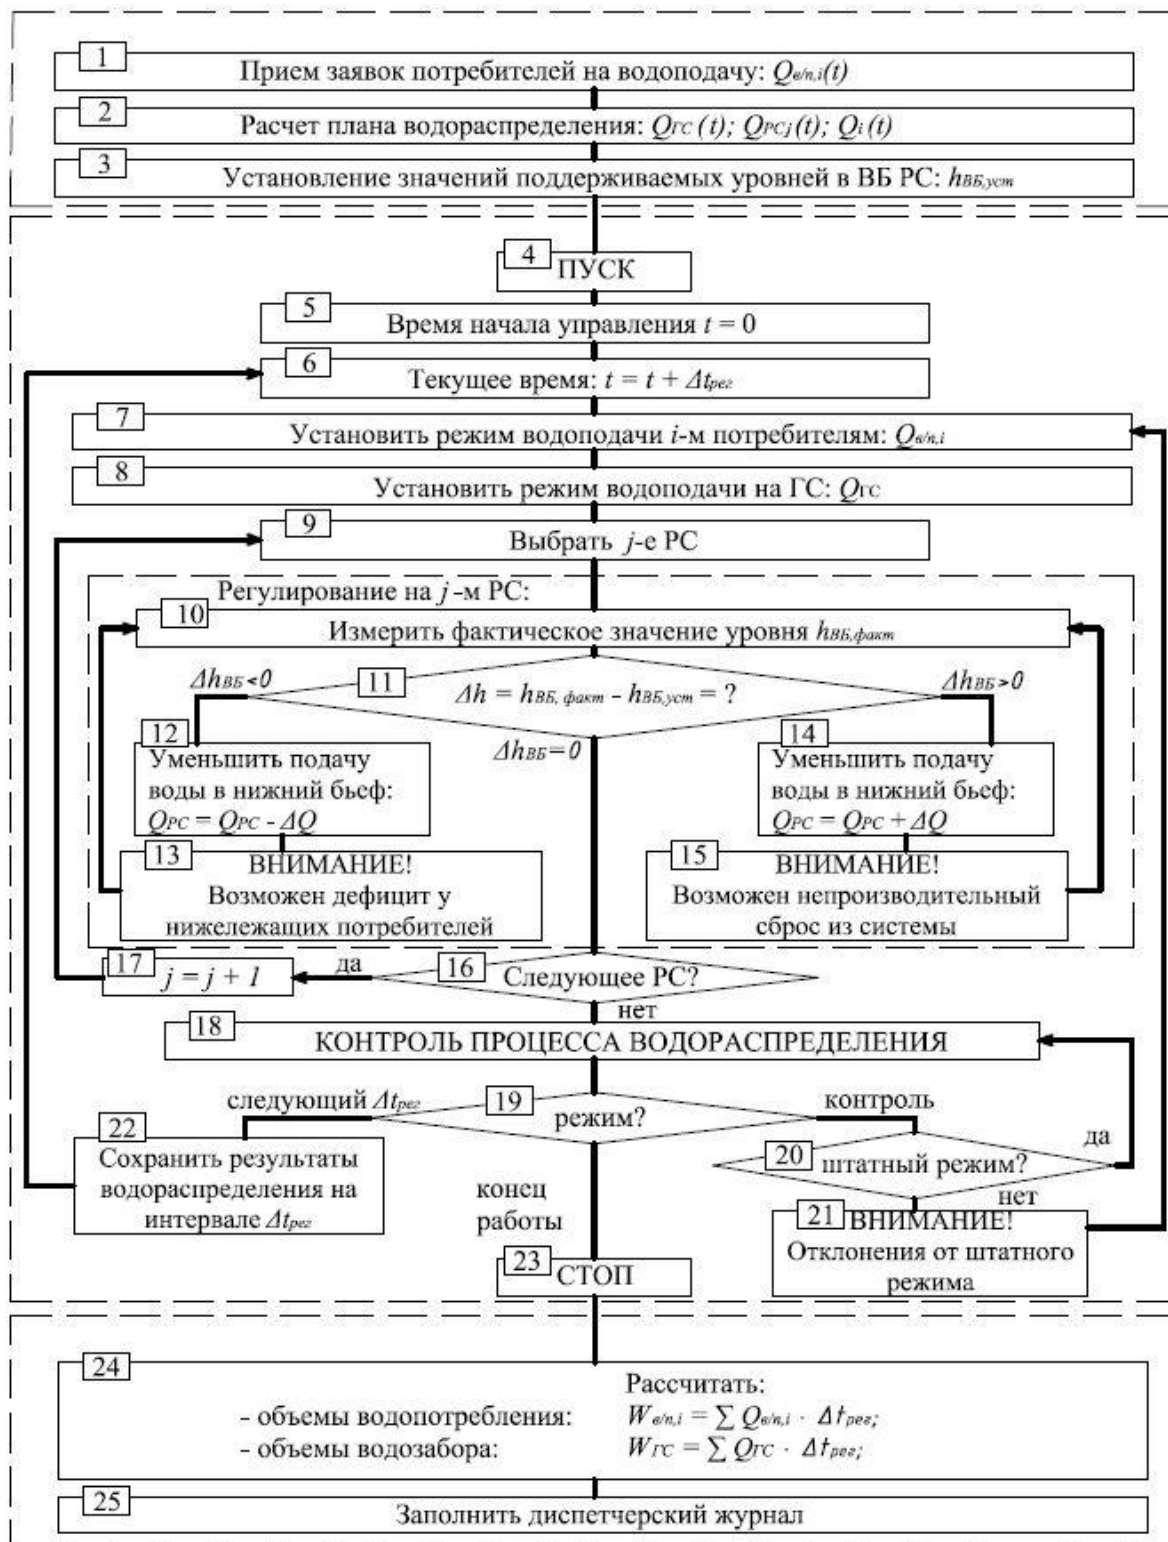 1
Прием заявок потребителей на водоподачу: Qв/п,i(t)
2
Расчет плана водораспределения: QГС(t); QРСj(t); Qi(t)
3
Установление значений поддерживаемых уровней в ВБ РС: hВБ,уст
4
ПУСК
5
Время начала управления t = 0
6
Текущее время: t = t + Δtрег
7
Установить режим водоподачи i-м потребителям: Qв/п,i
8
Установить режим водоподачи на ГС: QГС
9
Выбрать j-е РС
Регулирование на j-м РС:
10
Измерить фактическое значение уровня hВБ,факт
ΔhВБ<0
11
Δh = hВБ, факт - hВБ,уст = ?
ΔhВБ>0
ΔhВБ=0
12
Уменьшить подачу
воды в нижний бьеф:
QРС = QРС - ΔQ
14
Уменьшить подачу
воды в нижний бьеф:
QРС = QРС + ΔQ
13
ВНИМАНИЕ!
Возможен дефицит у
нижележащих потребителей
15
ВНИМАНИЕ!
Возможен непроизводительный
сброс из системы
17
j = j + 1
да
16
Следующее РС?
нет
18
КОНТРОЛЬ ПРОЦЕССА ВОДОРАСПРЕДЕЛЕНИЯ
следующий Δtрег
19
режим?
контроль
22
Сохранить результаты
водораспределения на
интервале Δtрег
20
штатный режим?
да
нет
конец
работы
21
ВНИМАНИЕ!
Отклонения от штатного
режима
23
СТОП
24
Рассчитать:
- объемы водопотребления: Wв/п,i = ∑ Qв/п,i · Δtрег;
- объемы водозабора: WГС = ∑ QГС · Δtрег;
25
Заполнить диспетчерский журнал